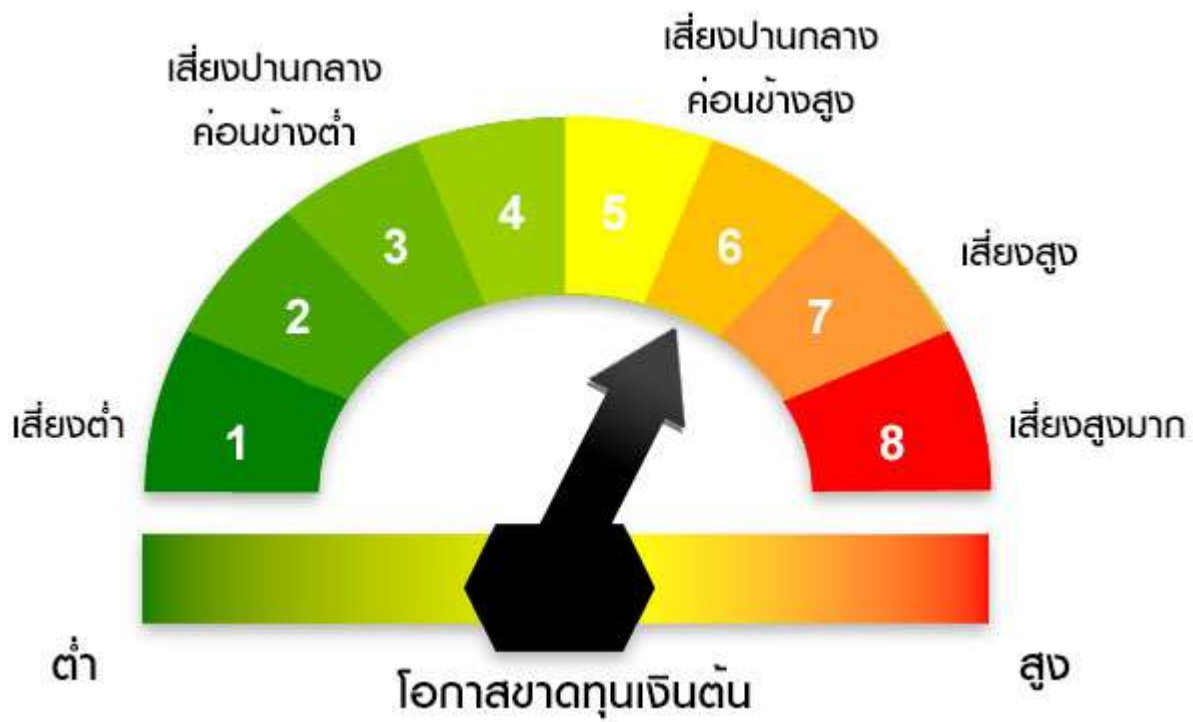 เสี่ยงปานกลาง
ค่อนข้างต่ำ
เสี่ยงปานกลาง
ค่อนข้างสูง
เสี่ยงสูง
เสี่ยงต่ำ
เสี่ยงสูงมาก
1
2
3
4
5
6
7
8
ต่ำ
สูง
โอกาสขาดทุนเงินต้น